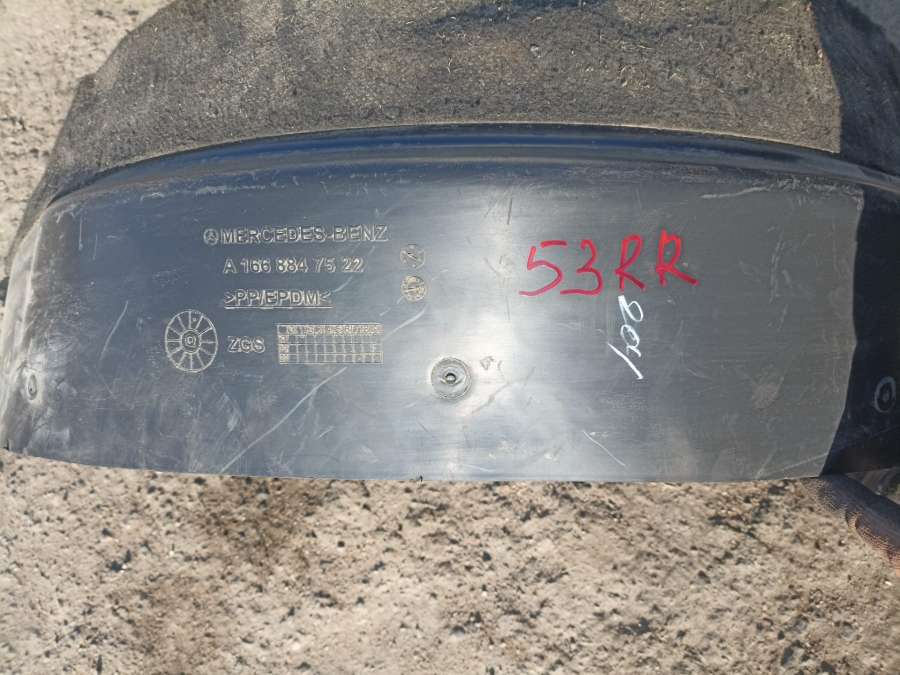 MERCEDES-BENZ
A 166 884 75 22
>PP/EPDM<
ZGS
53RR